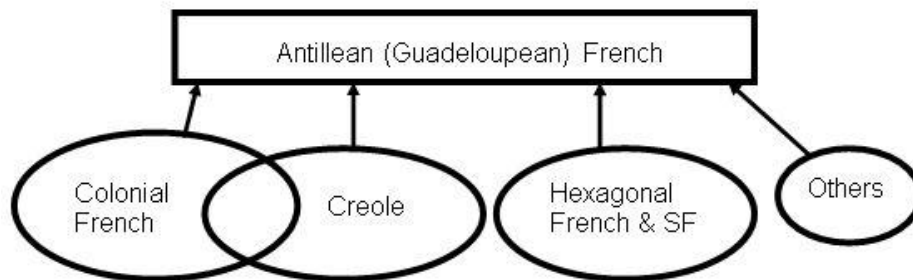 Antillean (Guadeloupean) French
Colonial
French
Creole
Hexagonal
French & SF
Others